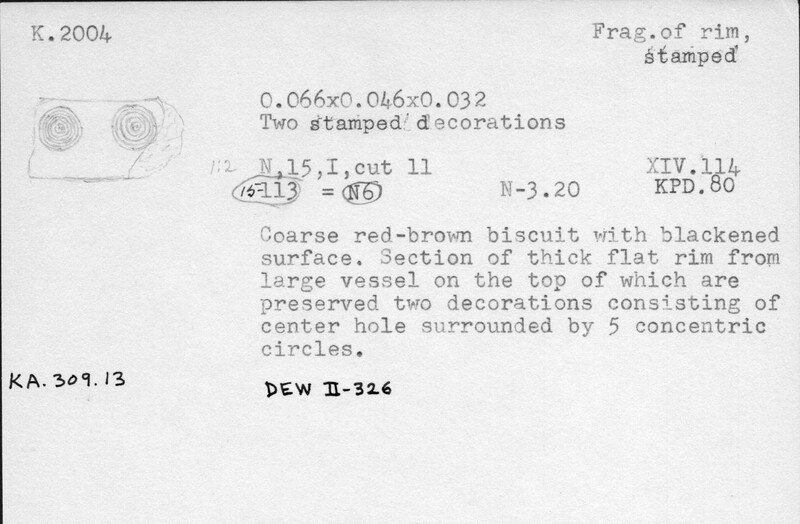 K.2004
Frag.of rim,
stamped
0.066x0.046x0.032
Two stamped decorations
1:2 N,15,I,cut 11
XIV.114
15-113 = N6
N-3.20
KPD.80
Coarse red-brown biscuit with blackened
surface. Section of thick flat rim from
large vessel on the top of which are
preserved two decorations consisting of
center hole surrounded by 5 concentric
circles.
KA.309.13
DEW II-326